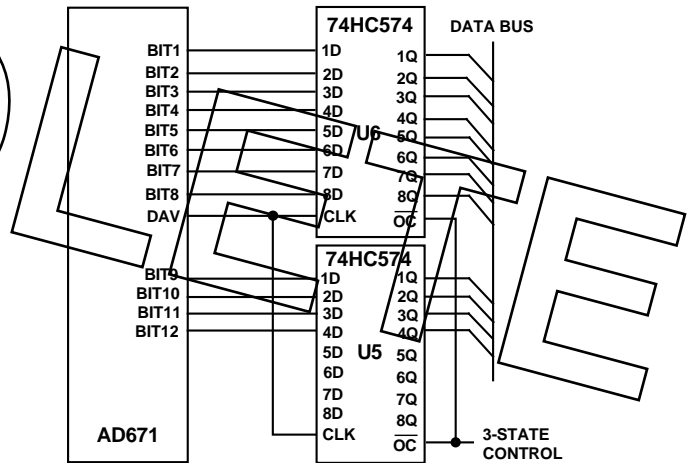 74HC574
DATA BUS
BIT1
BIT2
BIT3
BIT4
BIT5
BIT6
BIT7
BIT8
DAV
BIT9
BIT10
BIT11
BIT12
AD671
1D
2D
3D
4D
5D
6D
7D
8D
CLK
U6
1Q
2Q
3Q
4Q
5Q
6Q
7Q
8Q
OC
74HC574
1D
2D
3D
4D
5D
6D
7D
8D
CLK
U5
1Q
2Q
3Q
4Q
5Q
6Q
7Q
8Q
OC
3-STATE
CONTROL
LETE